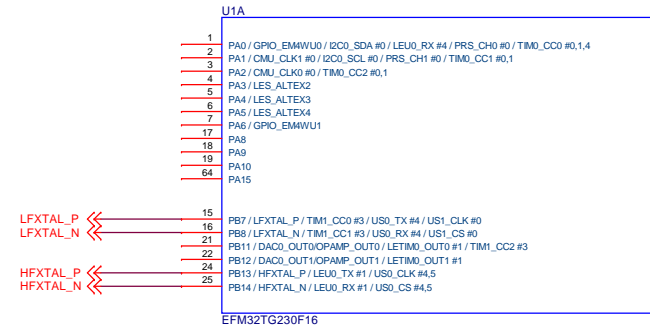 U1A
1 PA0 / GPIO_EM4WU0 / I2C0_SDA #0 / LEU0_RX #4 / PRS_CH0 #0 / TIM0_CC0 #0,1,4
2 PA1 / CMU_CLK1 #0 / I2C0_SCL #0 / PRS_CH1 #0 / TIM0_CC1 #0,1
3 PA2 / CMU_CLK0 #0 / TIM0_CC2 #0,1
4 PA3 / LES_ALTEX2
5 PA4 / LES_ALTEX3
6 PA5 / LES_ALTEX4
7 PA6 / GPIO_EM4WU1
17 PA8
18 PA9
19 PA10
64 PA15
LFXTAL_P 15 PB7 / LFXTAL_P / TIM1_CC0 #3 / US0_TX #4 / US1_CLK #0
LFXTAL_N 16 PB8 / LFXTAL_N / TIM1_CC1 #3 / US0_RX #4 / US1_CS #0
21 PB11 / DAC0_OUT0/OPAMP_OUT0 / LETIM0_OUT0 #1 / TIM1_CC2 #3
22 PB12 / DAC0_OUT1/OPAMP_OUT1 / LETIM0_OUT1 #1
HFXTAL_P 24 PB13 / HFXTAL_P / LEU0_TX #1 / US0_CLK #4,5
HFXTAL_N 25 PB14 / HFXTAL_N / LEU0_RX #1 / US0_CS #4,5
EFM32TG230F16